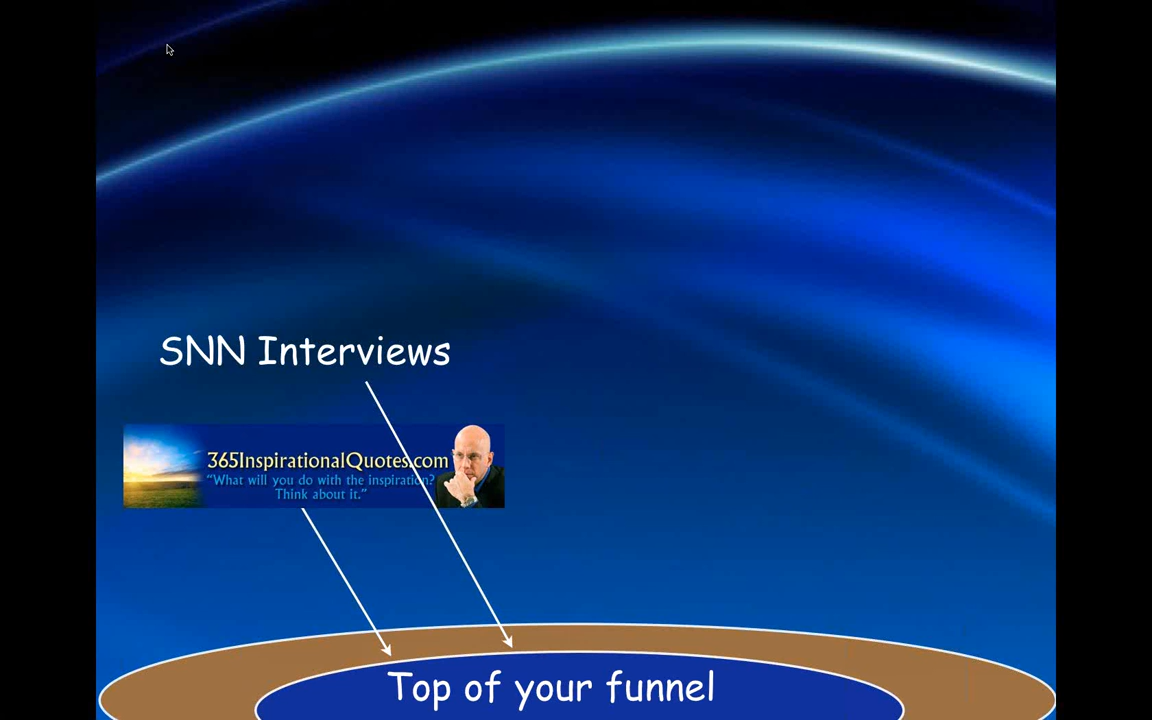 SNN Interviews
365InspirationalQuotes.com
"What will you do with the inspiration?
Think about it."
Top of your funnel